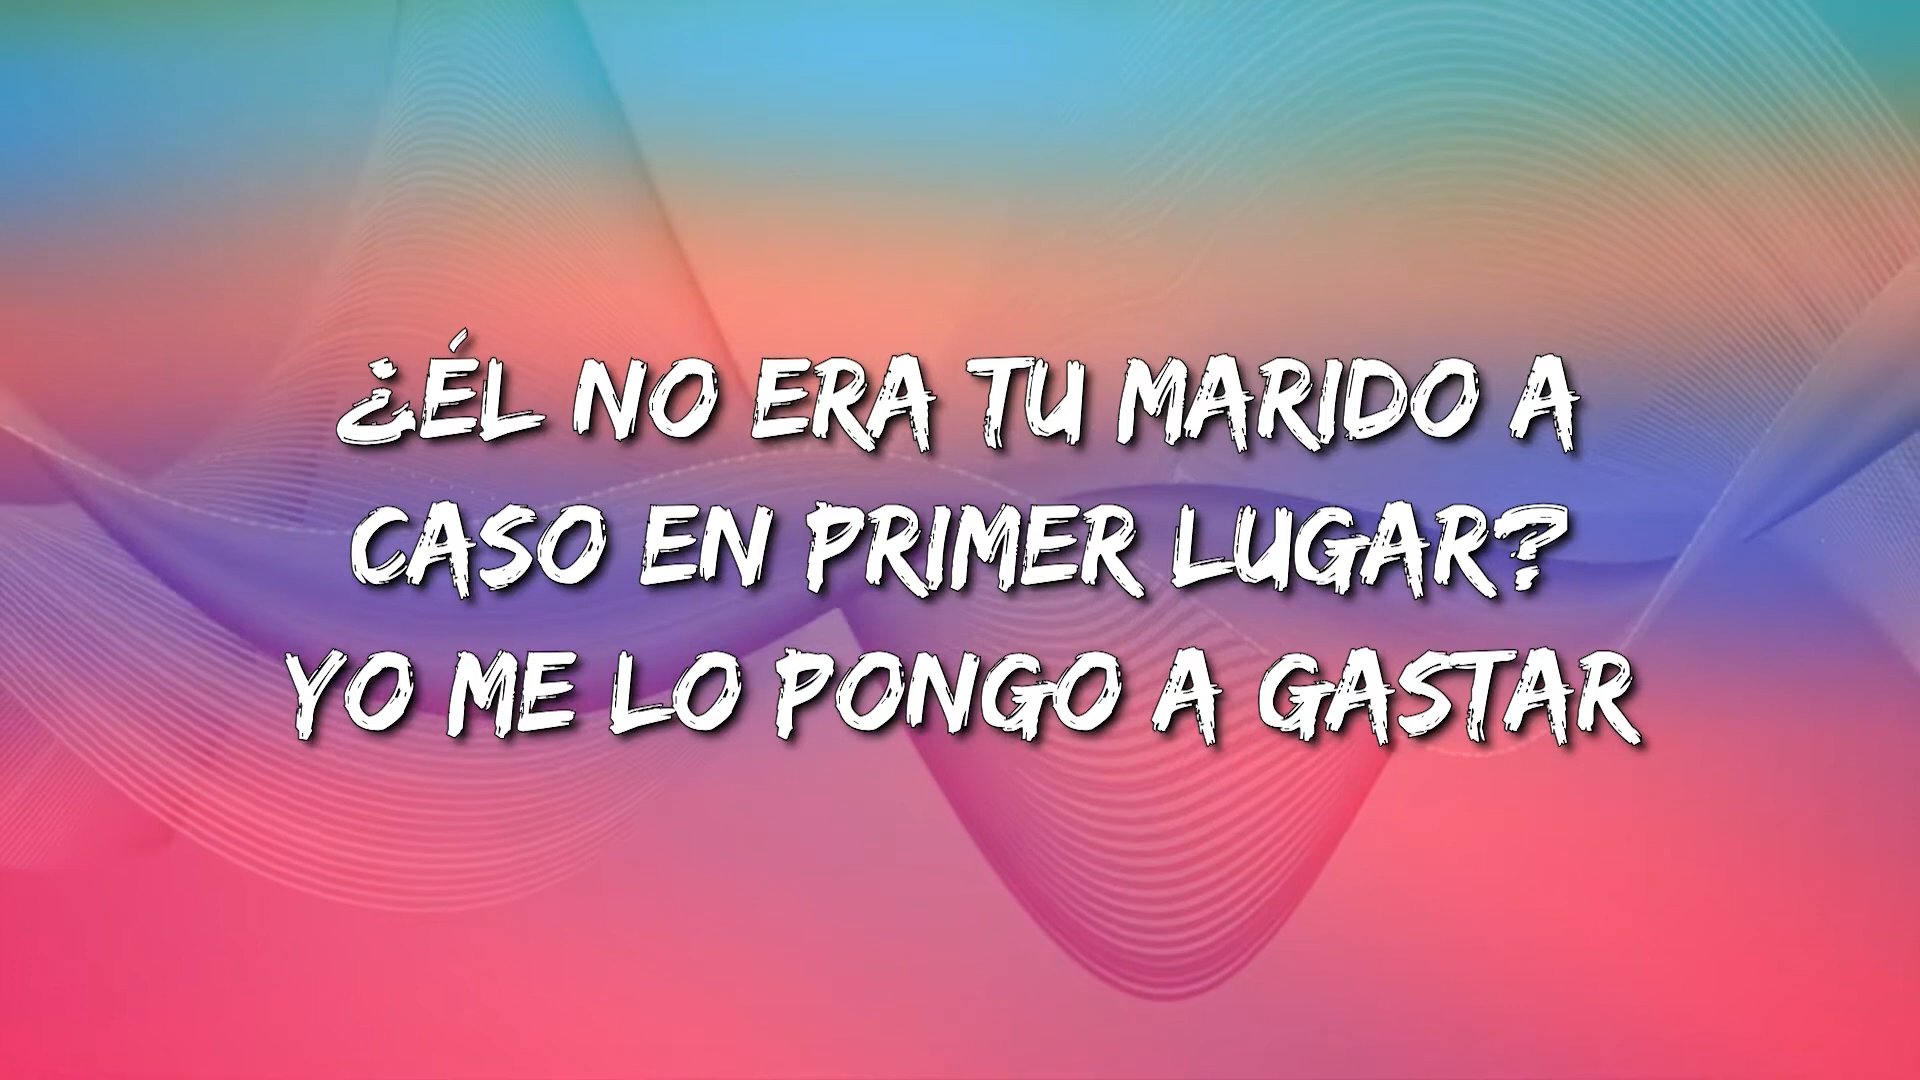 ¿ÉL NO ERA TU MARIDO A
CASO EN PRIMER LUGAR?
YO ME LO PONGO A GASTAR